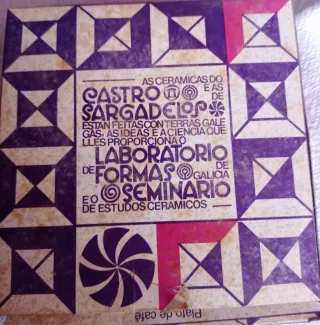 AS CERAMICAS DO
CASTRO E AS
SARGADELOS DE
ESTAN FEITAS CON TERRAS GALE
GAS. AS IDEAS E A CIENCIA QUE
LLES PROPORCIONA O
LABORATORIO
DE FORMAS DE GALICIA
E O SEMINARIO
DE ESTUDOS CERAMICOS
Plato de café